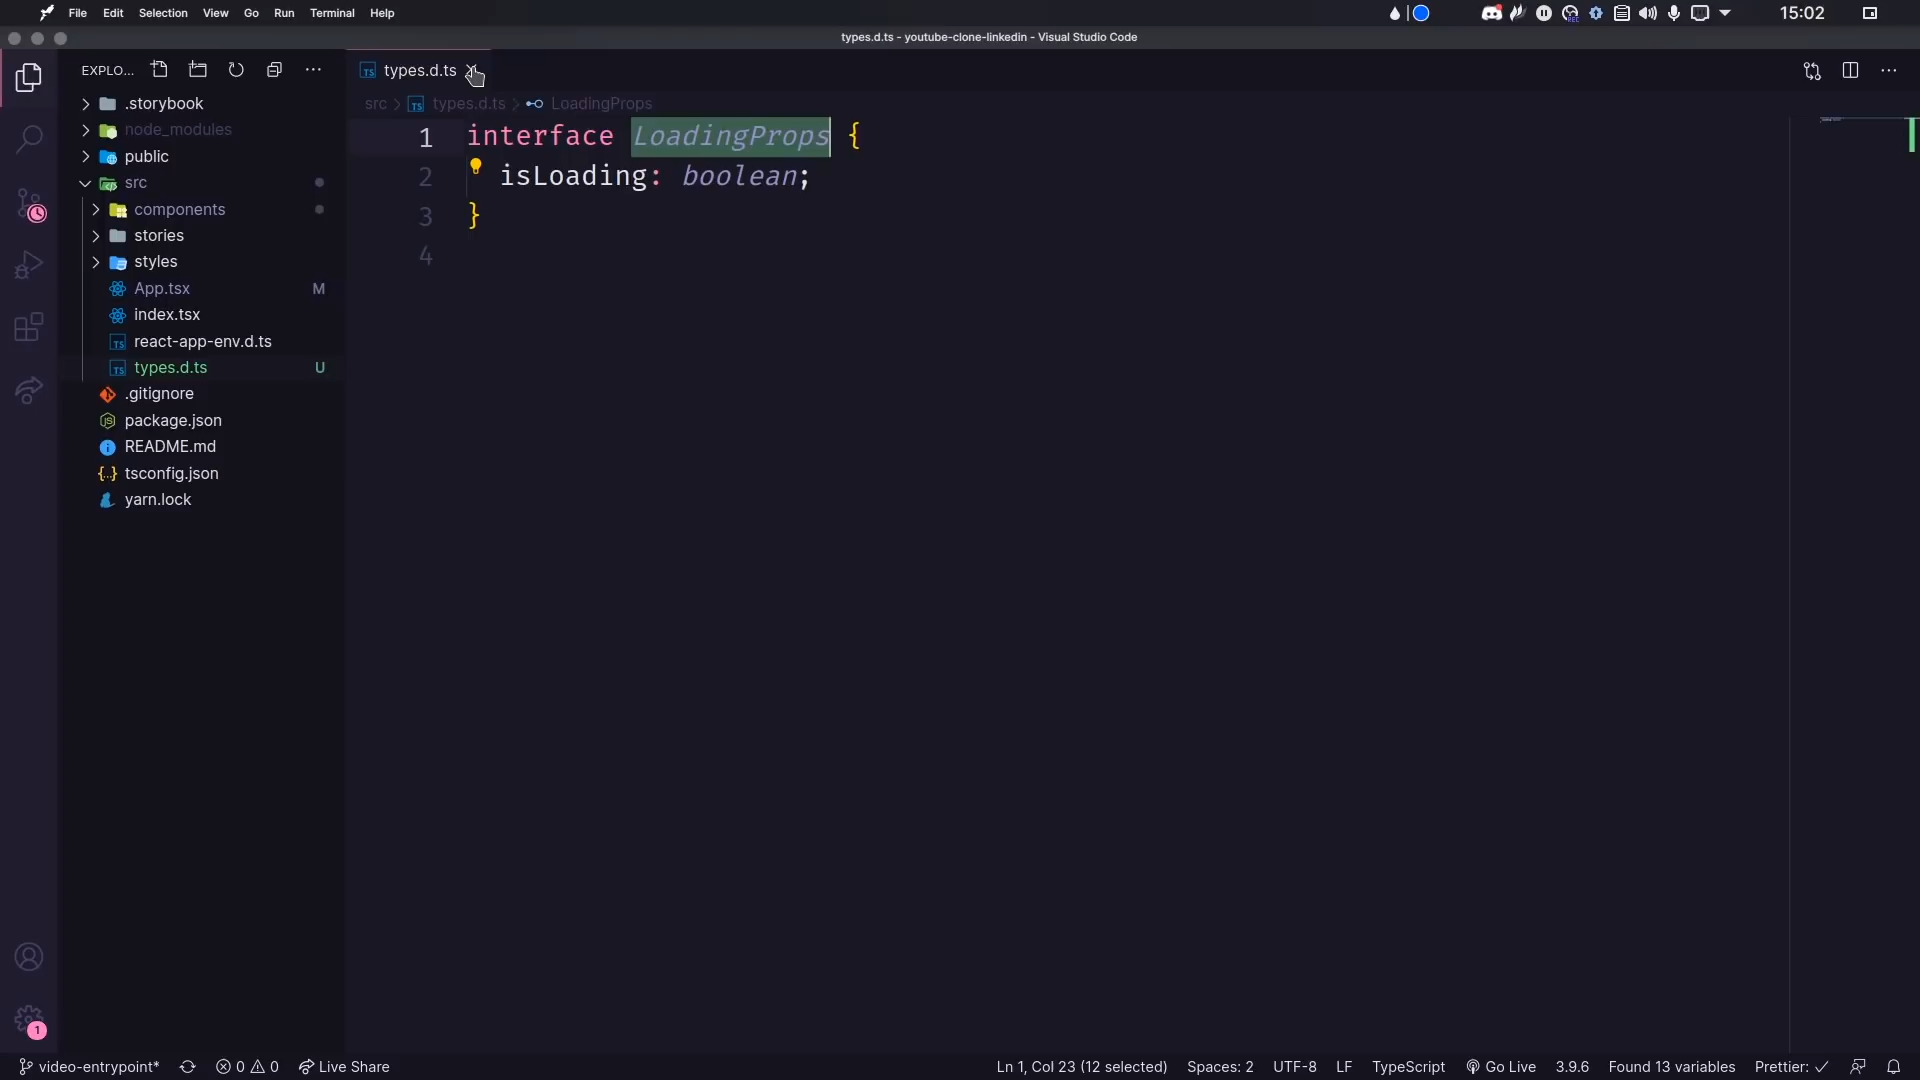 File Edit Selection View Go Run Terminal Help 15:02
types.d.ts - youtube-clone-linkedin - Visual Studio Code
EXPLO...
types.d.ts
.storybook
node_modules
public
src
components
stories
styles
App.tsx M
index.tsx
react-app-env.d.ts
types.d.ts U
.gitignore
package.json
README.md
tsconfig.json
yarn.lock
src > types.d.ts > LoadingProps
1 interface LoadingProps {
2 isLoading: boolean;
3 }
4
1
video-entrypoint* 0 0 Live Share Ln 1, Col 23 (12 selected) Spaces: 2 UTF-8 LF TypeScript Go Live 3.9.6 Found 13 variables Prettier: ✓